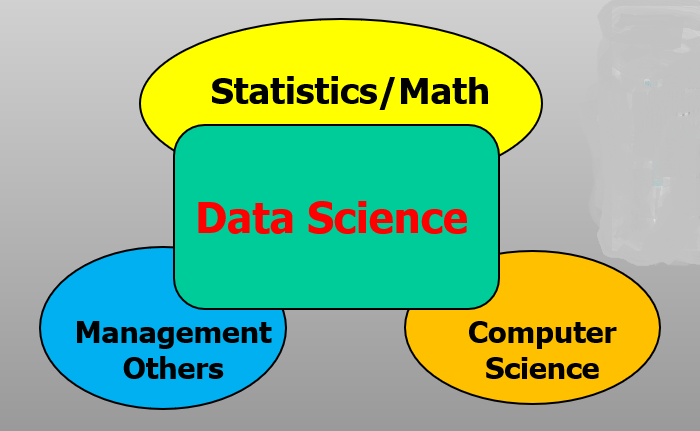 Statistics/Math
Data Science
Management
Others
Computer
Science